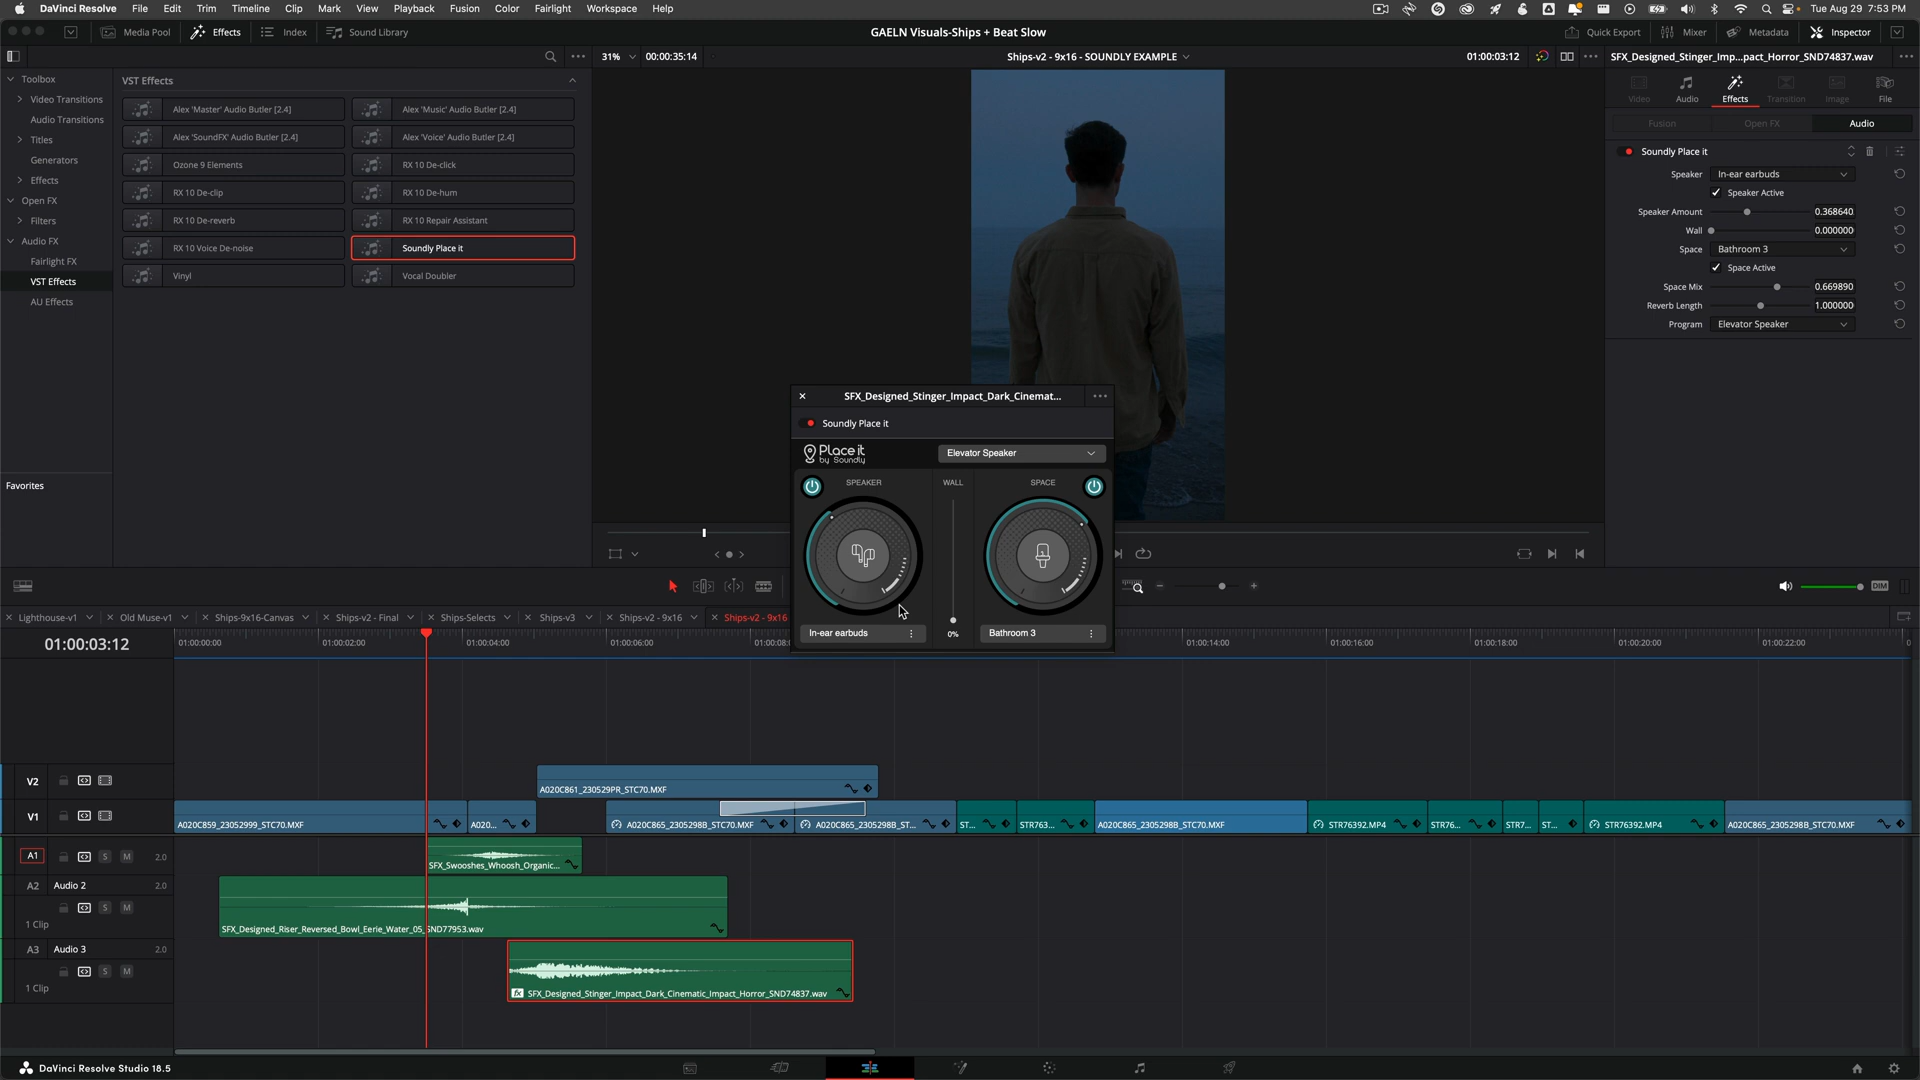 DaVinci Resolve File Edit Trim Timeline Clip Mark View Playback Fusion Color Fairlight Workspace Help
Tue Aug 29 7:53 PM
Media Pool Effects Index Sound Library
GAELN Visuals-Ships + Beat Slow
Quick Export Mixer Metadata Inspector
31% 00:00:35:14
Ships-v2 - 9x16 - SOUNDLY EXAMPLE
01:00:03:12
SFX_Designed_Stinger_Imp...pact_Horror_SND74837.wav
Toolbox
Video Transitions
Audio Transitions
Titles
Generators
Effects
Open FX
Filters
Audio FX
Fairlight FX
VST Effects
AU Effects
Favorites
VST Effects
Alex 'Master' Audio Butler [2.4]
Alex 'Music' Audio Butler [2.4]
Alex 'SoundFX' Audio Butler [2.4]
Alex 'Voice' Audio Butler [2.4]
Ozone 9 Elements
RX 10 De-click
RX 10 De-clip
RX 10 De-hum
RX 10 De-reverb
RX 10 Repair Assistant
RX 10 Voice De-noise
Soundly Place it
Vinyl
Vocal Doubler
Video Audio Effects Transition Image File
Fusion Open FX Audio
Soundly Place it
Speaker In-ear earbuds
Speaker Active
Speaker Amount 0.368640
Wall 0.000000
Space Bathroom 3
Space Active
Space Mix 0.669890
Reverb Length 1.000000
Program Elevator Speaker
SFX_Designed_Stinger_Impact_Dark_Cinemat...
Soundly Place it
Place it
by Soundly
Elevator Speaker
SPEAKER WALL SPACE
In-ear earbuds
0%
Bathroom 3
DIM
Lighthouse-v1 Old Muse-v1 Ships-9x16-Canvas Ships-v2 - Final Ships-Selects Ships-v3 Ships-v2 - 9x16 Ships-v2 - 9x16
01:00:03:12
01:00:00:00 01:00:02:00 01:00:04:00 01:00:06:00 01:00:08: 01:00:14:00 01:00:16:00 01:00:18:00 01:00:20:00 01:00:22:00
V2
A020C861_230529PR_STC70.MXF
V1
A020C859_23052999_STC70.MXF
A020...
A020C865_2305298B_STC70.MXF
A020C865_2305298B_ST...
ST...
STR763...
A020C865_2305298B_STC70.MXF
STR76392.MP4
STR76...
STR7...
ST...
STR76392.MP4
A020C865_2305298B_STC70.MXF
A1 S M 2.0
SFX_Swooshes_Whoosh_Organic...
A2 Audio 2 2.0
S M
1 Clip
SFX_Designed_Riser_Reversed_Bowl_Eerie_Water_05_SND77953.wav
A3 Audio 3 2.0
S M
1 Clip
fx SFX_Designed_Stinger_Impact_Dark_Cinematic_Impact_Horror_SND74837.wav
DaVinci Resolve Studio 18.5